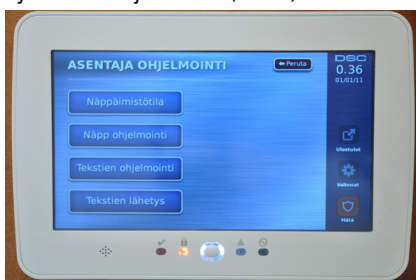 ASENTAJA OHJELMOINTI
Peruta
DSC
0.36
01/01/11
Näppäimistötila
Näpp ohjelmointi
Tekstien ohjelmointi
Tekstien lähetys
Ulostulot
Valinnat
Hätä